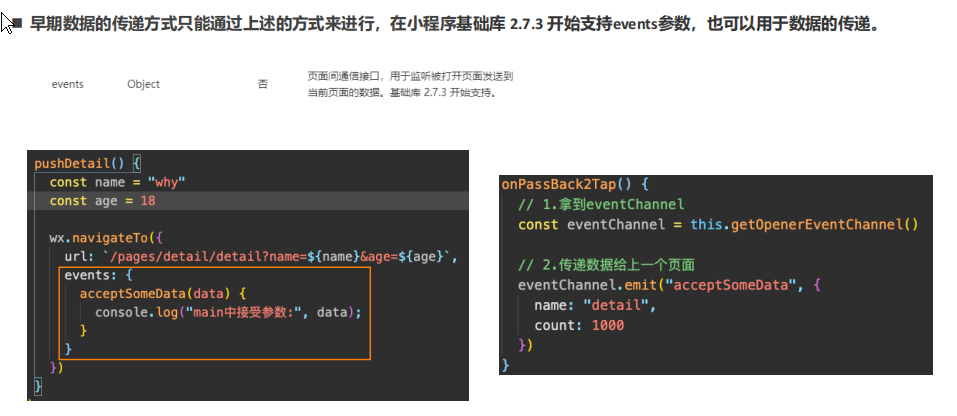 ■ 早期数据的传递方式只能通过上述的方式来进行，在小程序基础库 2.7.3 开始支持events参数，也可以用于数据的传递。
events Object 否 页面间通信接口，用于监听被打开页面发送到
当前页面的数据。基础库 2.7.3 开始支持。
pushDetail() {
const name = "why"
const age = 18
wx.navigateTo({
url: `/pages/detail/detail?name=${name}&age=${age}`,
events: {
acceptSomeData(data) {
console.log("main中接受参数:", data);
}
}
})
}
onPassBack2Tap() {
// 1.拿到eventChannel
const eventChannel = this.getOpenerEventChannel()
// 2.传递数据给上一个页面
eventChannel.emit("acceptSomeData", {
name: "detail",
count: 1000
})
}